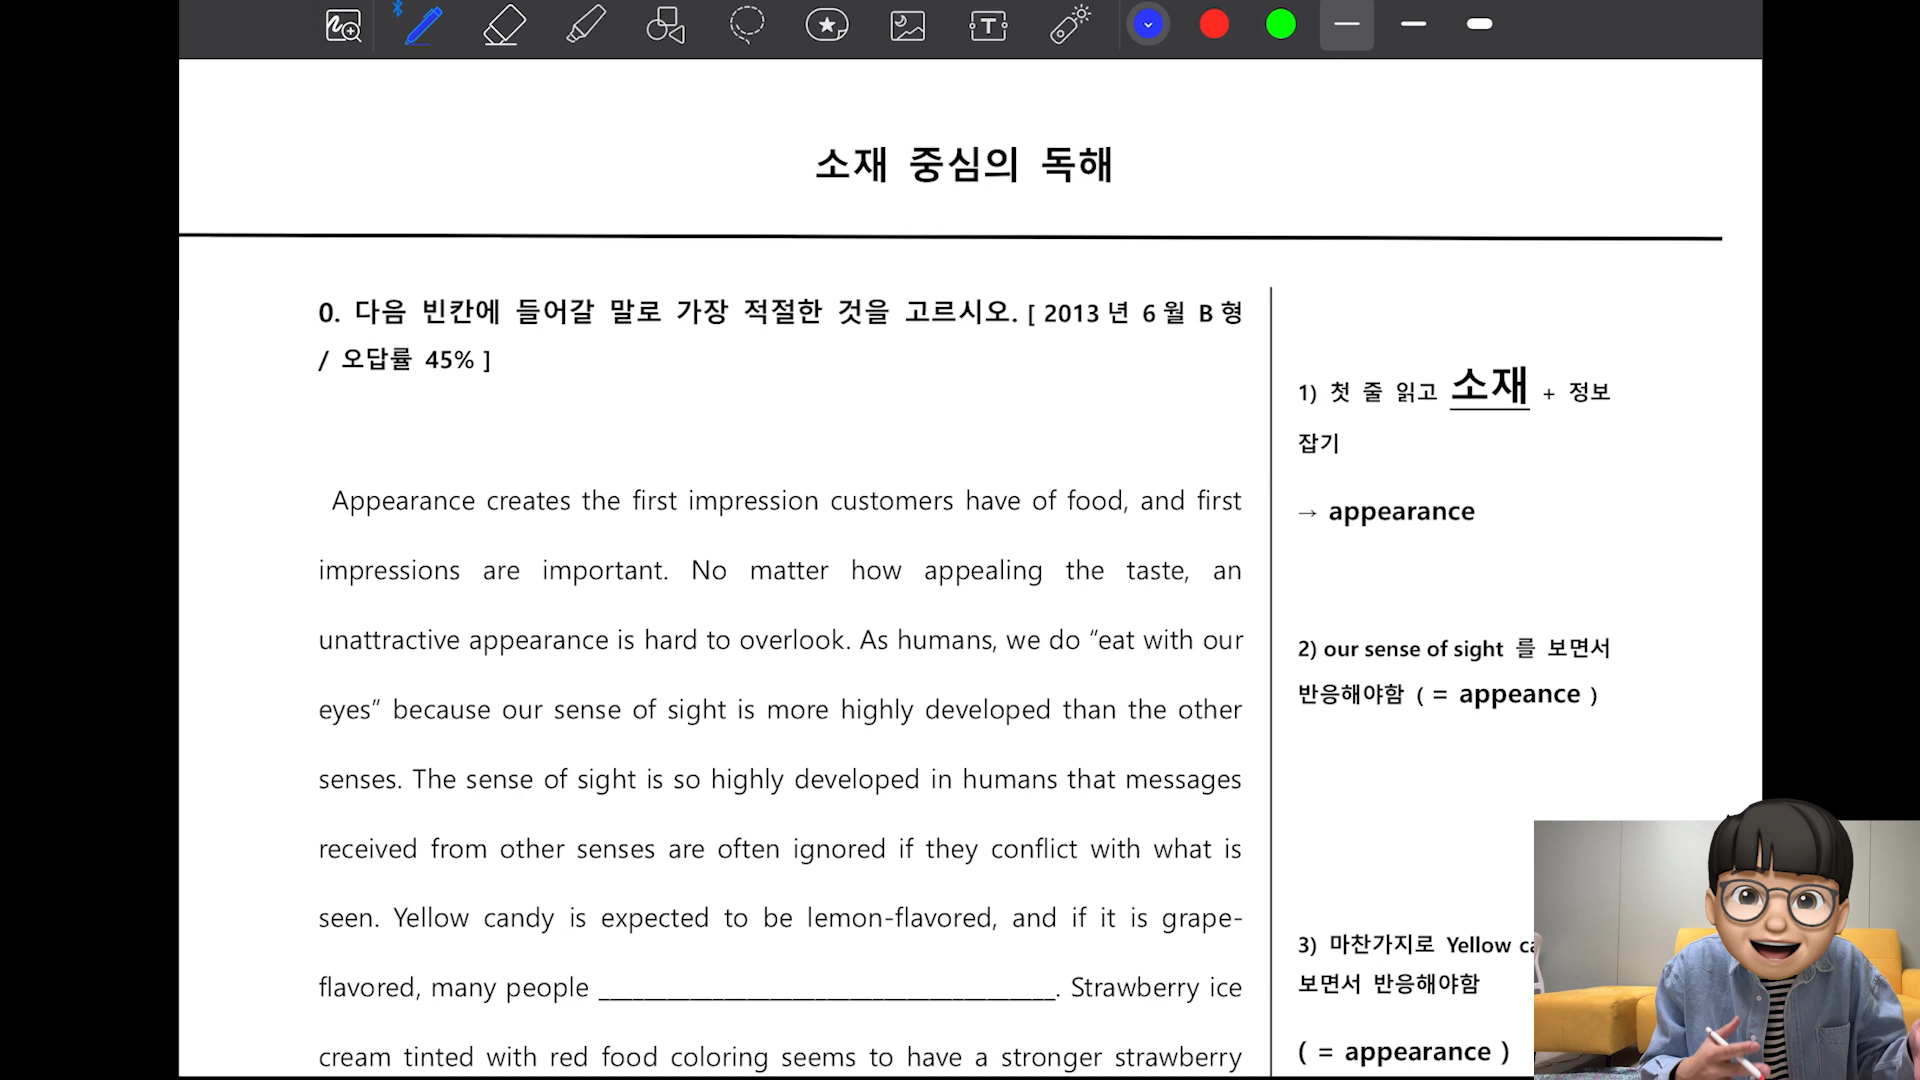 소재 중심의 독해
0. 다음 빈칸에 들어갈 말로 가장 적절한 것을 고르시오. [ 2013 년 6 월 B 형
/ 오답률 45% ]
Appearance creates the first impression customers have of food, and first
impressions are important. No matter how appealing the taste, an
unattractive appearance is hard to overlook. As humans, we do “eat with our
eyes” because our sense of sight is more highly developed than the other
senses. The sense of sight is so highly developed in humans that messages
received from other senses are often ignored if they conflict with what is
seen. Yellow candy is expected to be lemon-flavored, and if it is grape-
flavored, many people ______________________________________. Strawberry ice
cream tinted with red food coloring seems to have a stronger strawberry
1) 첫 줄 읽고 소재 + 정보
잡기
→ appearance
2) our sense of sight 를 보면서
반응해야함 ( = appeance )
3) 마찬가지로 Yellow
보면서 반응해야함
( = appearance )